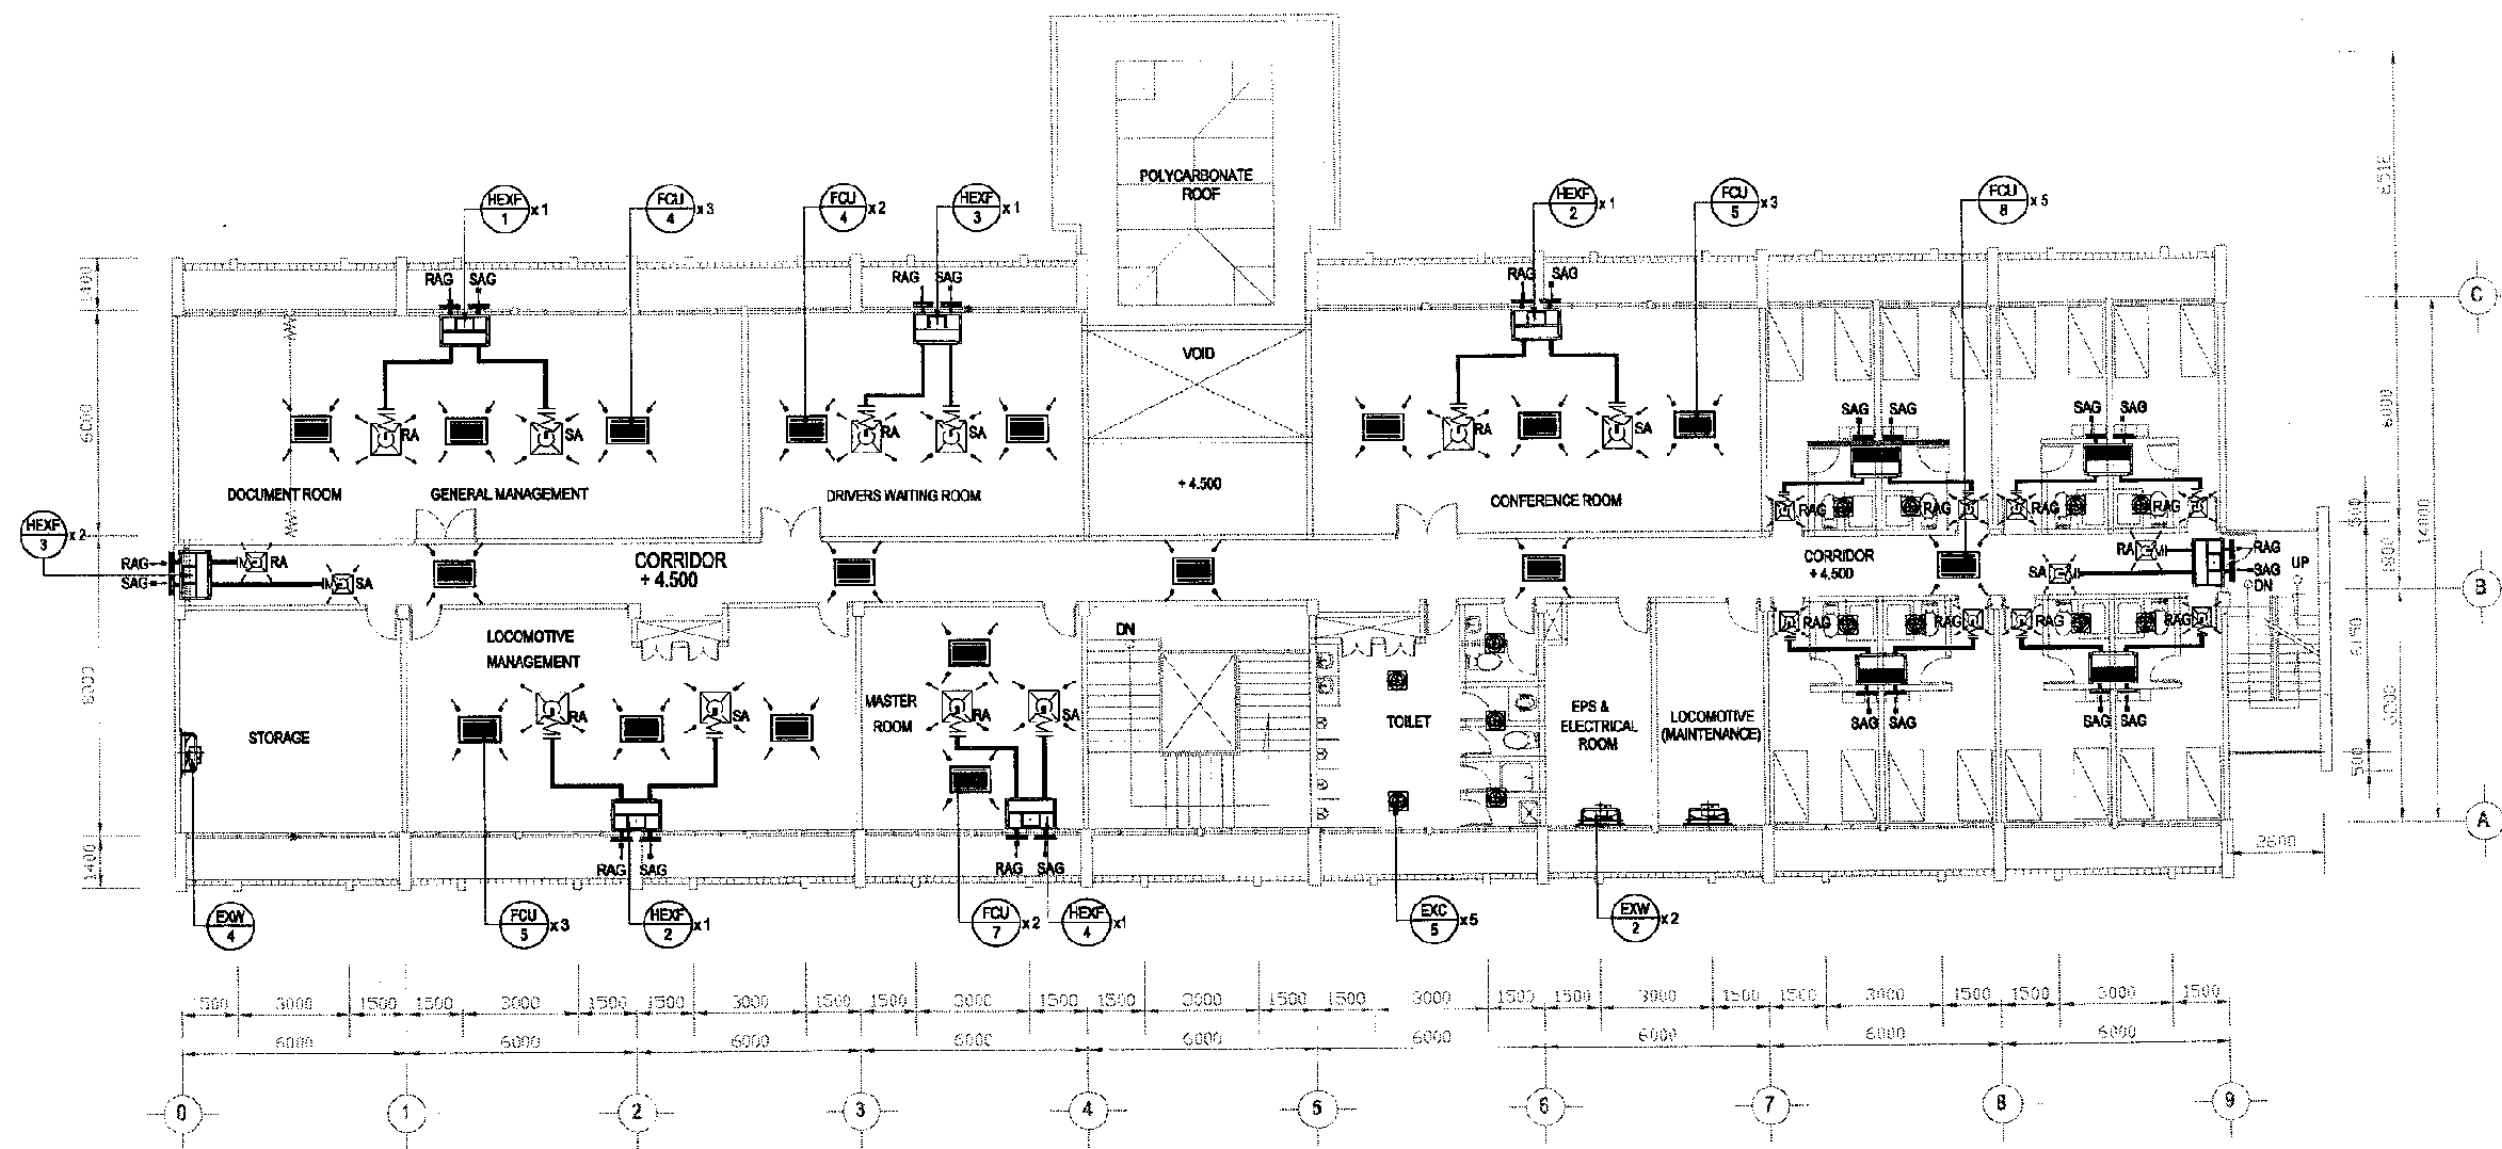 POLYCARBONATE
ROOF
HEXF
1
x1
FCU
4
x3
FCU
4
x2
HEXF
3
x1
HEXF
2
x1
FCU
5
x3
FCU
8
x5
8516
RAG SAG
RAG SAG
RAG SAG
1400
C
VOID
6000
6000
SAG SAG
SAG SAG
RA SA
RA SA
RA SA
DOCUMENT ROOM
GENERAL MANAGEMENT
DRIVERS WAITING ROOM
+ 4.500
CONFERENCE ROOM
RAG RAG
RAG RAG
HEXF
3
x2
500
14000
RAG
SAG
RA
SA
CORRIDOR
+ 4.500
CORRIDOR
+ 4.500
RA
SA
RAG
SAG
DN
UP
1800
B
LOCOMOTIVE
MANAGEMENT
DN
RAG RAG
RAG RAG
8000
STORAGE
RA SA
MASTER
ROOM
RA SA
TOILET
EPS &
ELECTRICAL
ROOM
LOCOMOTIVE
(MAINTENANCE)
SAG SAG
SAG SAG
6000
500
A
1400
RAG SAG
RAG SAG
2600
EXW
4
FCU
5
x3
HEXF
2
x1
FCU
7
x2
HEXF
4
x1
EXC
5
x5
EXW
2
x2
1500 3000 1500 1500 3000 1500 1500 3000 1500 1500 3000 1500 1500 3000 1500 1500 3000 1500 1500 3000 1500 1500 3000 1500 1500 3000 1500
6000 6000 6000 6000 6000 6000 6000 6000 6000
0 1 2 3 4 5 6 7 8 9